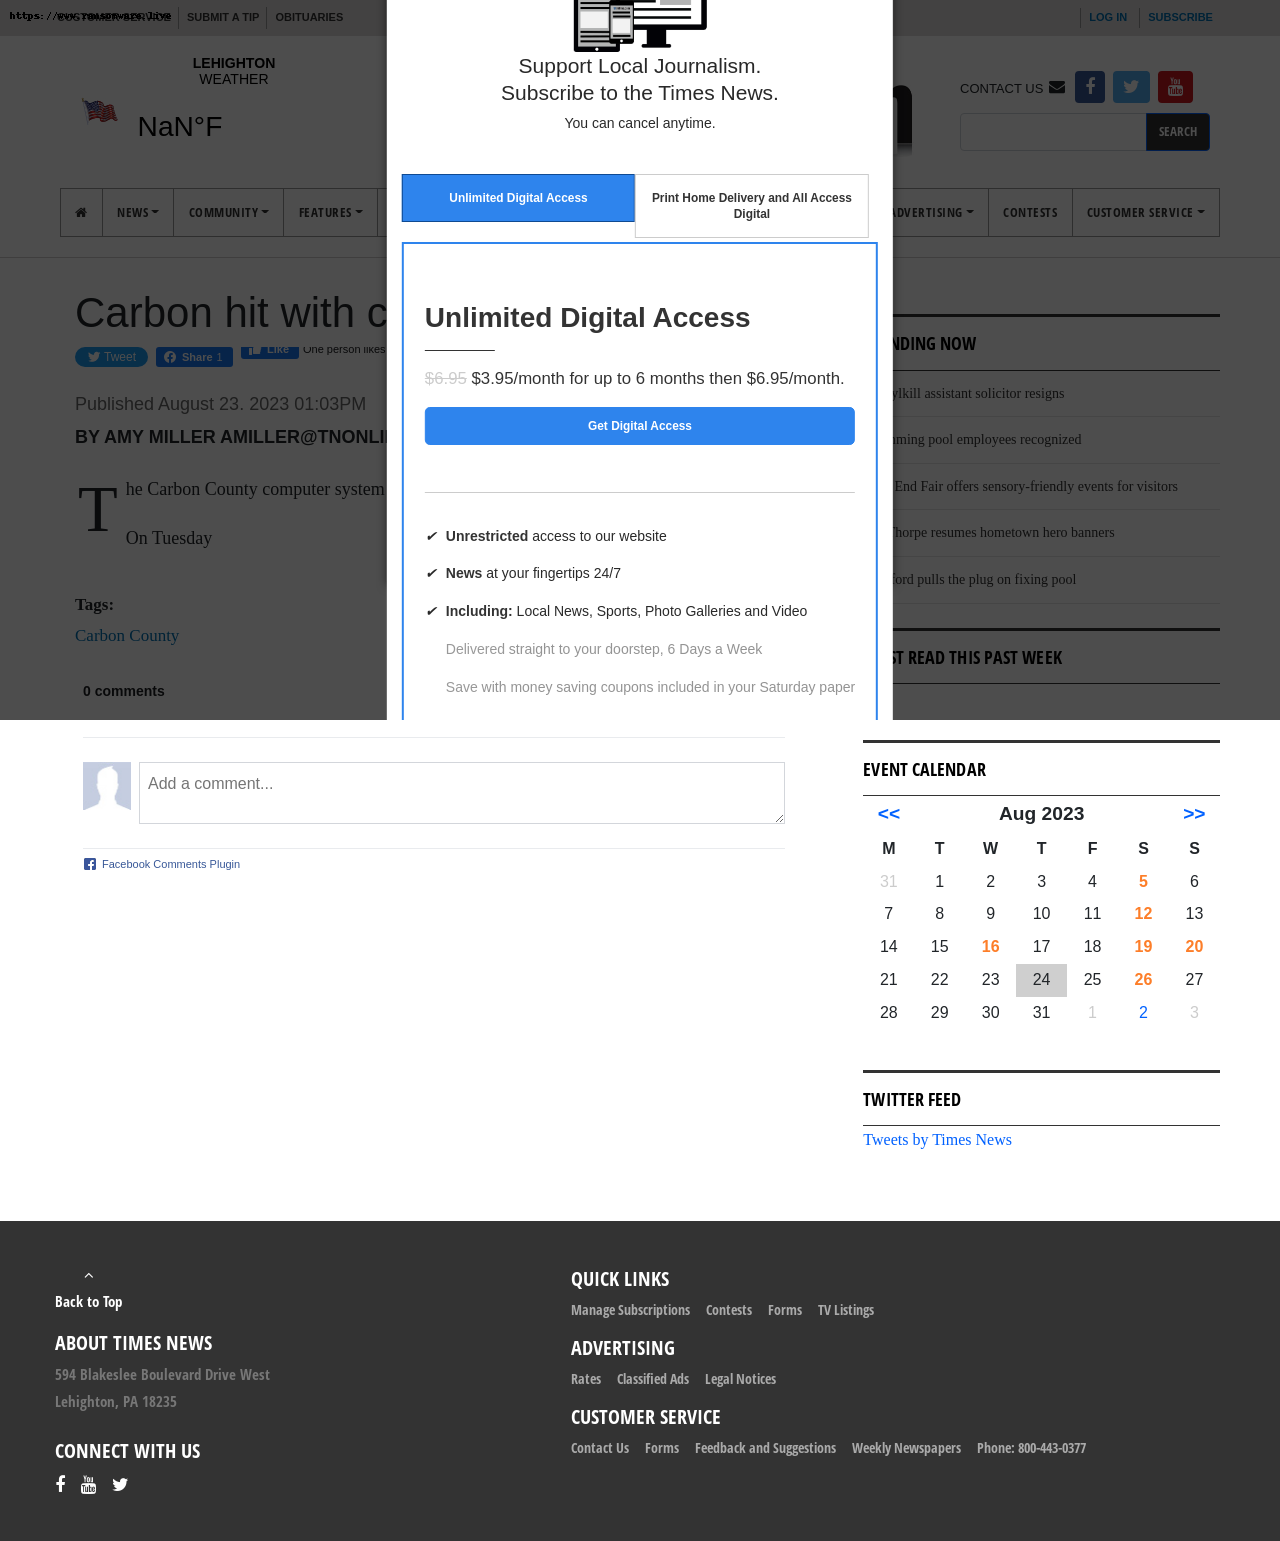 https://www.ransomware.live
SUBMIT A TIP
OBITUARIES
LOG IN
SUBSCRIBE
LEHIGHTON
WEATHER
NaN°F
CONTACT US
SEARCH
NEWS
COMMUNITY
FEATURES
ADVERTISING
CONTESTS
CUSTOMER SERVICE
Support Local Journalism.
Subscribe to the Times News.
You can cancel anytime.
Unlimited Digital Access
Print Home Delivery and All Access
Digital
Unlimited Digital Access
$6.95 $3.95/month for up to 6 months then $6.95/month.
Get Digital Access
✔ Unrestricted access to our website
✔ News at your fingertips 24/7
✔ Including: Local News, Sports, Photo Galleries and Video
Delivered straight to your doorstep, 6 Days a Week
Save with money saving coupons included in your Saturday paper
Carbon hit with
Tweet
Share 1
Like
One person likes
Published August 23. 2023 01:03PM
BY AMY MILLER
The Carbon County computer system
On Tuesday
Tags:
Carbon County
0 comments
Add a comment...
Facebook Comments Plugin
NOW
assistant solicitor resigns
pool employees recognized
End Fair offers sensory-friendly events for visitors
resumes hometown hero banners
pulls the plug on fixing pool
READ THIS PAST WEEK
EVENT CALENDAR
<< Aug 2023 >>
M T W T F S S
31 1 2 3 4 5 6
7 8 9 10 11 12 13
14 15 16 17 18 19 20
21 22 23 24 25 26 27
28 29 30 31 1 2 3
TWITTER FEED
Tweets by Times News
Back to Top
ABOUT TIMES NEWS
594 Blakeslee Boulevard Drive West
Lehighton, PA 18235
CONNECT WITH US
QUICK LINKS
Manage Subscriptions Contests Forms TV Listings
ADVERTISING
Rates Classified Ads Legal Notices
CUSTOMER SERVICE
Contact Us Forms Feedback and Suggestions Weekly Newspapers Phone: 800-443-0377